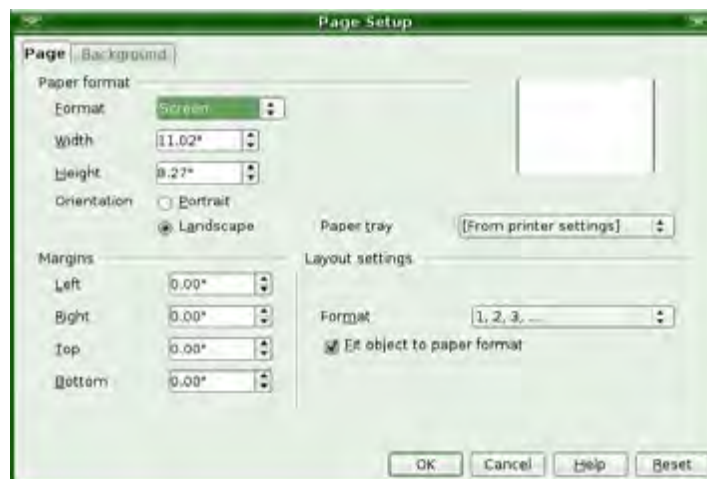 Page Setup
Page Background
Paper format
Format Screen
Width 11.02"
Height 8.27"
Orientation Portrait
Landscape Paper tray [From printer settings]
Margins Layout settings
Left 0.00"
Right 0.00" Format 1, 2, 3, ...
Top 0.00" Fit object to paper format
Bottom 0.00"
OK Cancel Help Reset